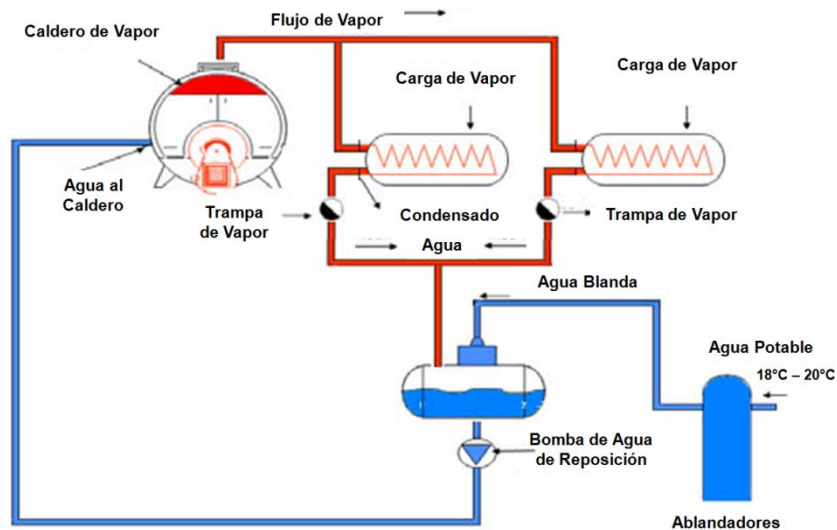 Flujo de Vapor
Caldero de Vapor
Carga de Vapor
Carga de Vapor
Agua al
Caldero
Trampa
de Vapor
Condensado
Trampa de Vapor
Agua
Agua Blanda
Agua Potable
18°C – 20°C
Bomba de Agua
de Reposición
Ablandadores